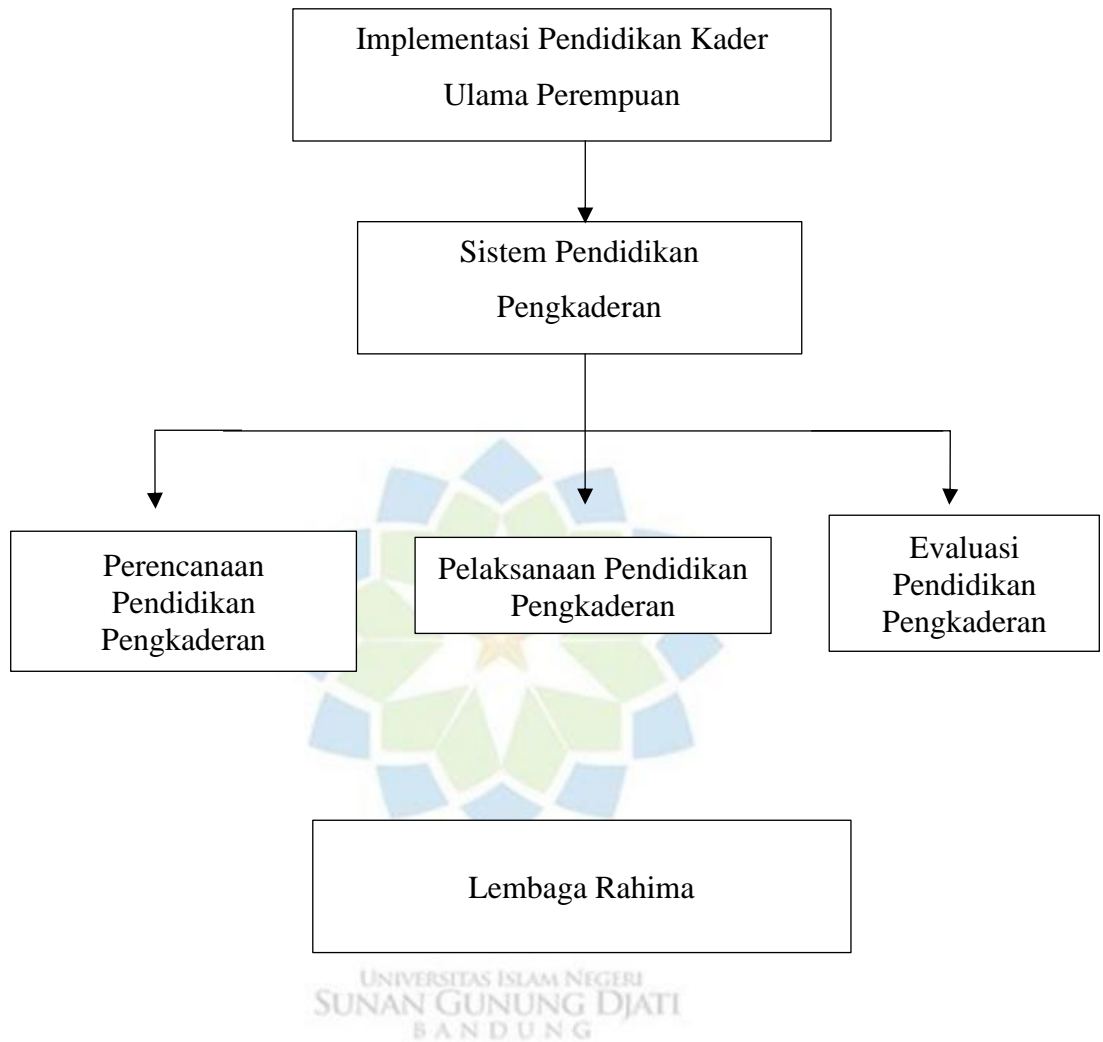 Implementasi Pendidikan Kader
Ulama Perempuan
Sistem Pendidikan
Pengkaderan
Perencanaan
Pendidikan
Pengkaderan
Pelaksanaan Pendidikan
Pengkaderan
Evaluasi
Pendidikan
Pengkaderan
Lembaga Rahima
UNIVERSITAS ISLAM NEGERI
SUNAN GUNUNG DJATI
BANDUNG